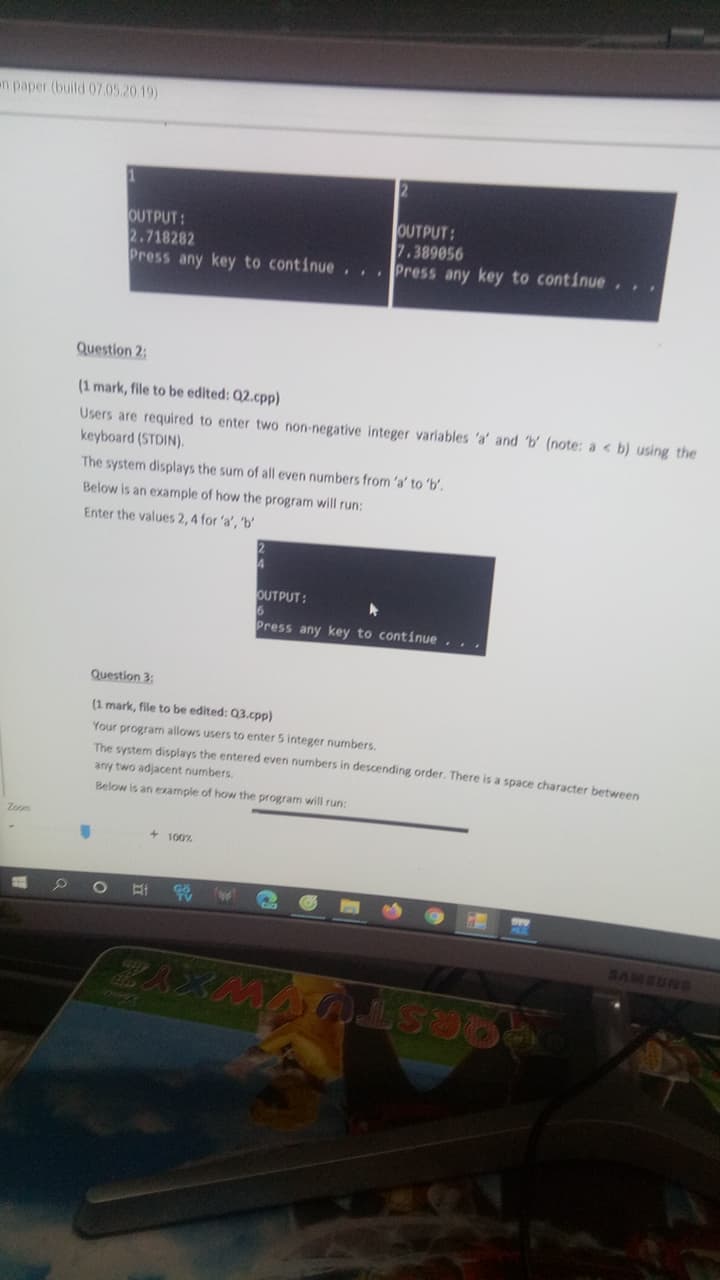 on paper (build 07.05.20.19)
1
OUTPUT:
2.718282
Press any key to continue . . .
2
OUTPUT:
7.389056
Press any key to continue . . .
Question 2:
(1 mark, file to be edited: Q2.cpp)
Users are required to enter two non-negative integer variables 'a' and 'b' (note: a < b) using the
keyboard (STDIN).
The system displays the sum of all even numbers from 'a' to 'b'.
Below is an example of how the program will run:
Enter the values 2, 4 for 'a', 'b'
2
4
OUTPUT:
6
Press any key to continue . . .
Question 3:
(1 mark, file to be edited: Q3.cpp)
Your program allows users to enter 5 integer numbers.
The system displays the entered even numbers in descending order. There is a space character between
any two adjacent numbers.
Below is an example of how the program will run:
Zoom
- + 100%
GO
TV
SAMSUNG
Q R S T U V W X Y Z